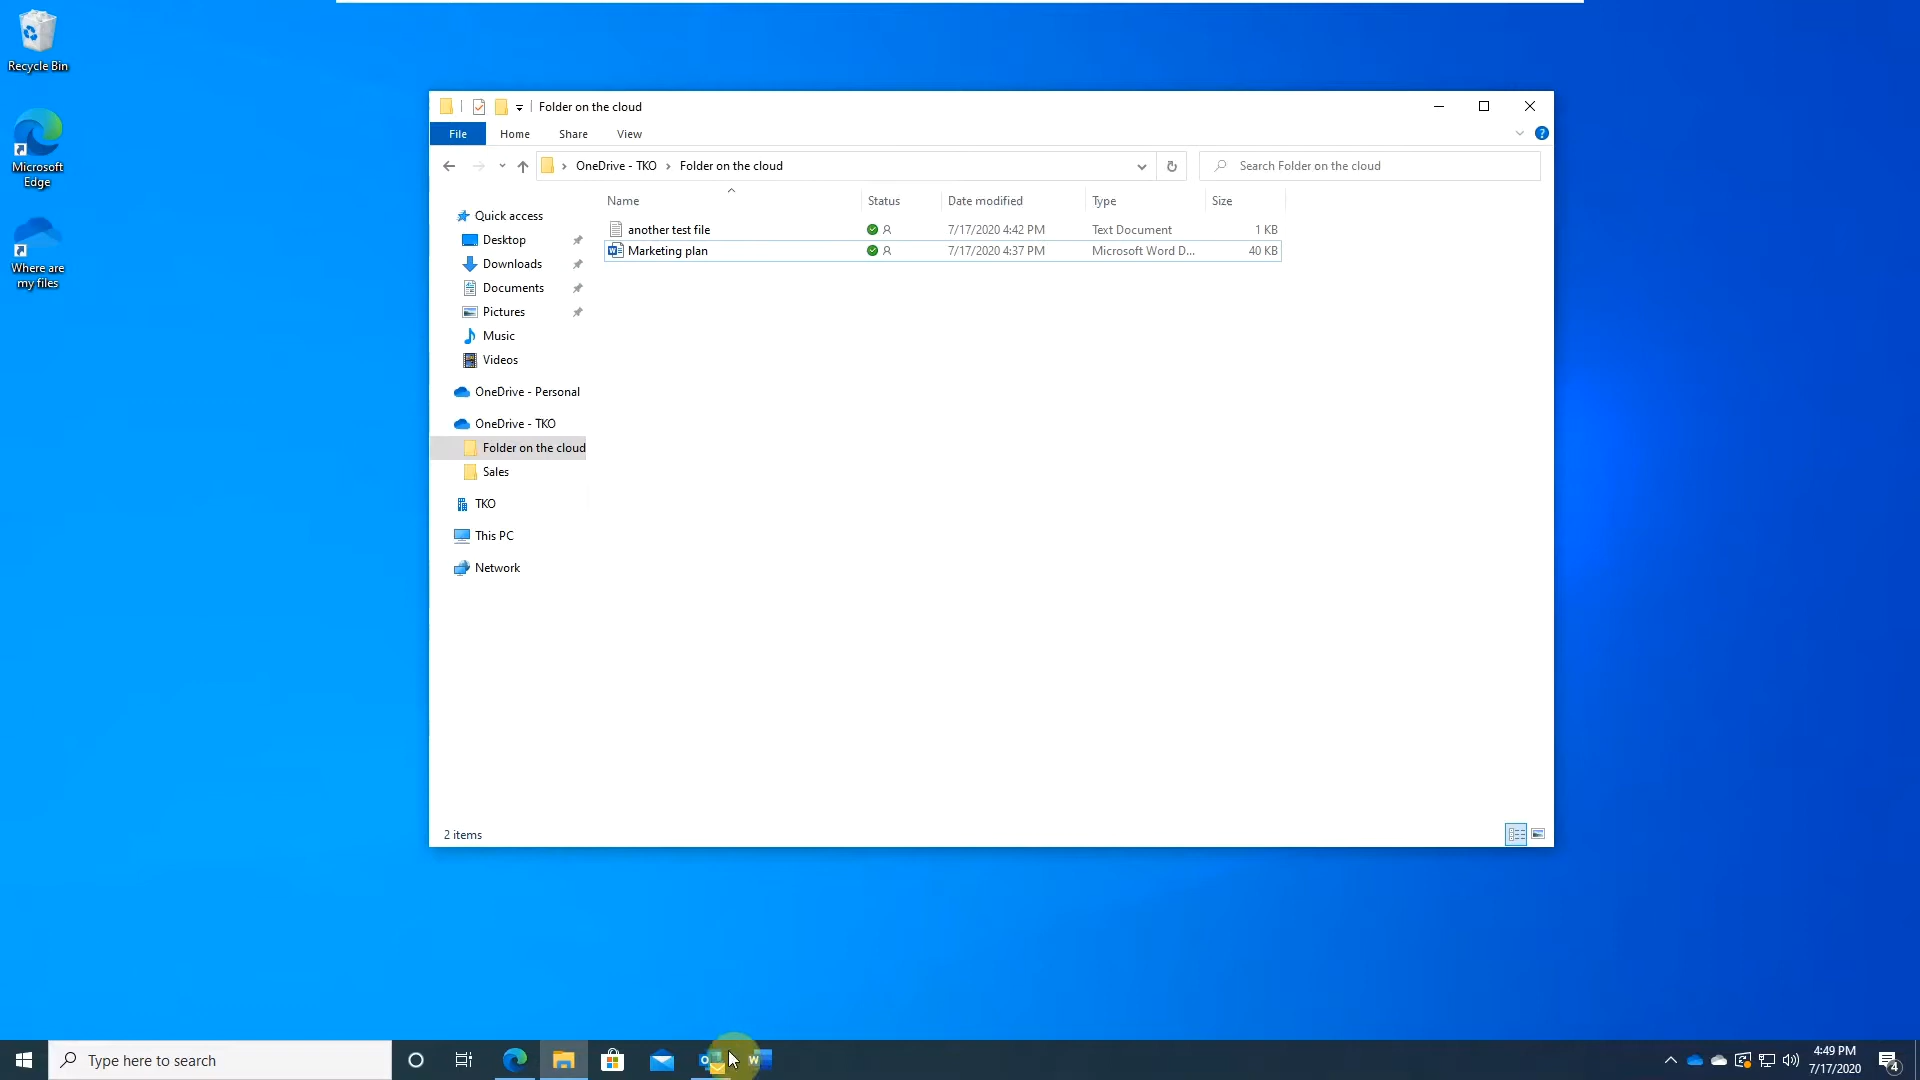 Recycle Bin
Microsoft
Edge
Where are
my files
Folder on the cloud
File Home Share View
OneDrive - TKO Folder on the cloud
Search Folder on the cloud
Name Status Date modified Type Size
another test file 7/17/2020 4:42 PM Text Document 1 KB
Marketing plan 7/17/2020 4:37 PM Microsoft Word D... 40 KB
Quick access
Desktop
Downloads
Documents
Pictures
Music
Videos
OneDrive - Personal
OneDrive - TKO
Folder on the cloud
Sales
TKO
This PC
Network
2 items
Type here to search
4:49 PM
7/17/2020
4